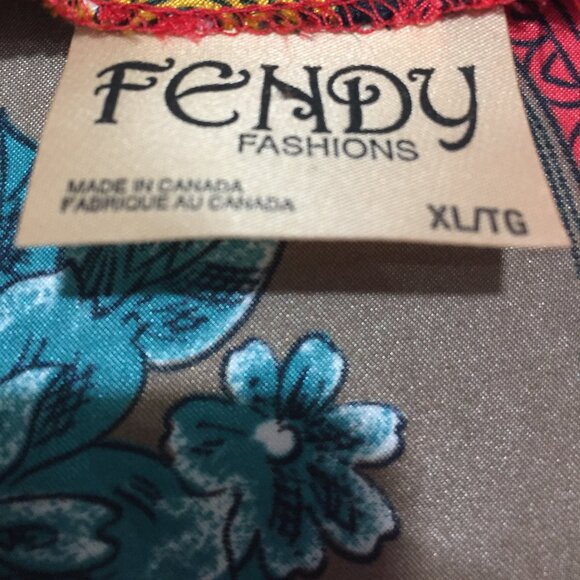 FENDY
FASHIONS
MADE IN CANADA
FABRIQUE AU CANADA
XL/TG